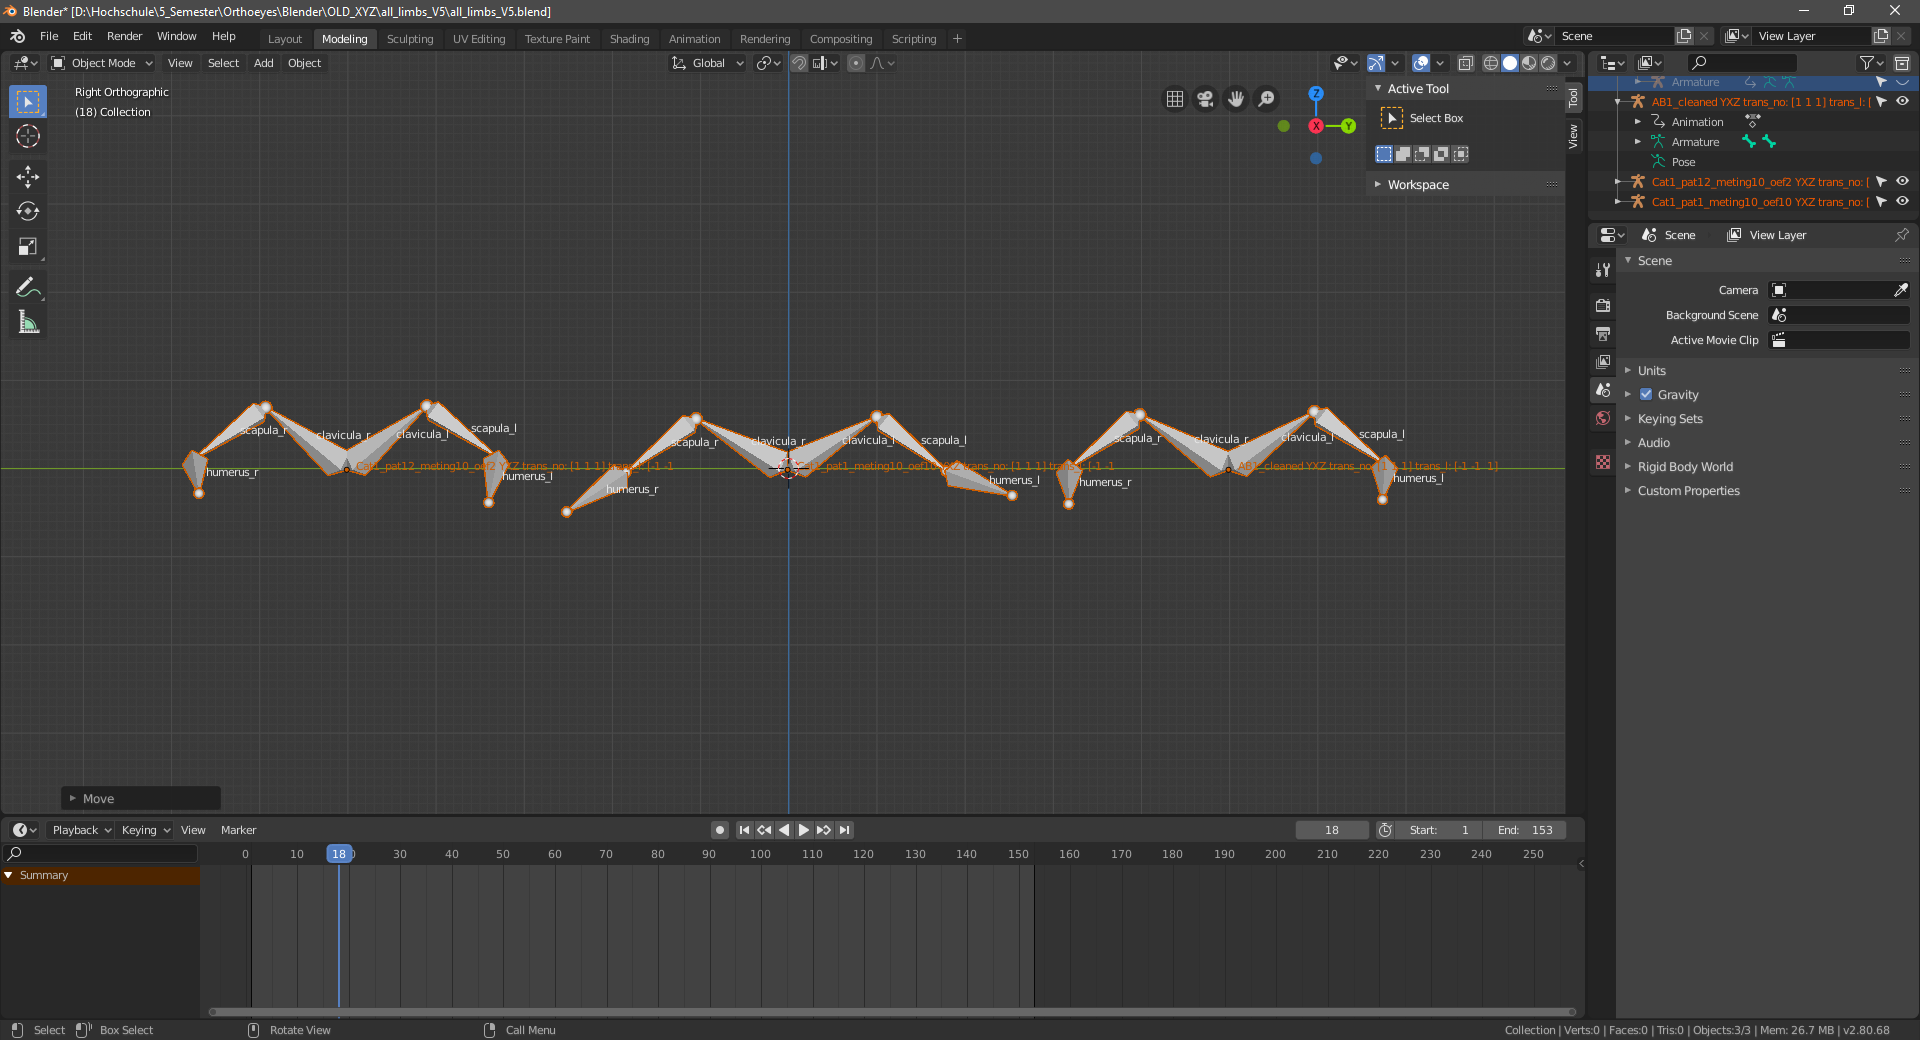 Blender* [D:\Hochschule\5_Semester\Orthoeyes\Blender\OLD_XYZ\all_limbs_V5\all_limbs_V5.blend]
File Edit Render Window Help Layout Modeling Sculpting UV Editing Texture Paint Shading Animation Rendering Compositing Scripting + Scene View Layer
Object Mode View Select Add Object Global
Right Orthographic
(18) Collection
Z
X
Y
Active Tool
Select Box
Workspace
Tool
View
Armature
AB1_cleaned YXZ trans_no: [1 1 1] trans_l: [
Animation
Armature
Pose
Cat1_pat12_meting10_oef2 YXZ trans_no: [
Cat1_pat1_meting10_oef10 YXZ trans_no: [
Scene View Layer
Scene
Camera
Background Scene
Active Movie Clip
Units
Gravity
Keying Sets
Audio
Rigid Body World
Custom Properties
scapula_r clavicula_r clavicula_l scapula_l
humerus_r humerus_l
Cat1_pat12_meting10_oef2 YXZ trans_no: [1 1 1] trans_l: [-1 -1
scapula_r clavicula_r clavicula_l scapula_l
humerus_r humerus_l
_pat1_meting10_oef10 YXZ trans_no: [1 1 1] trans_l: [-1 -1
scapula_r clavicula_r clavicula_l scapula_l
humerus_r humerus_l
AB1_cleaned YXZ trans_no: [1 1 1] trans_l: [-1 -1 1]
Move
Playback Keying View Marker 18 Start: 1 End: 153
0 10 18 30 40 50 60 70 80 90 100 110 120 130 140 150 160 170 180 190 200 210 220 230 240 250
Summary
Select Box Select Rotate View Call Menu Collection | Verts:0 | Faces:0 | Tris:0 | Objects:3/3 | Mem: 26.7 MB | v2.80.68